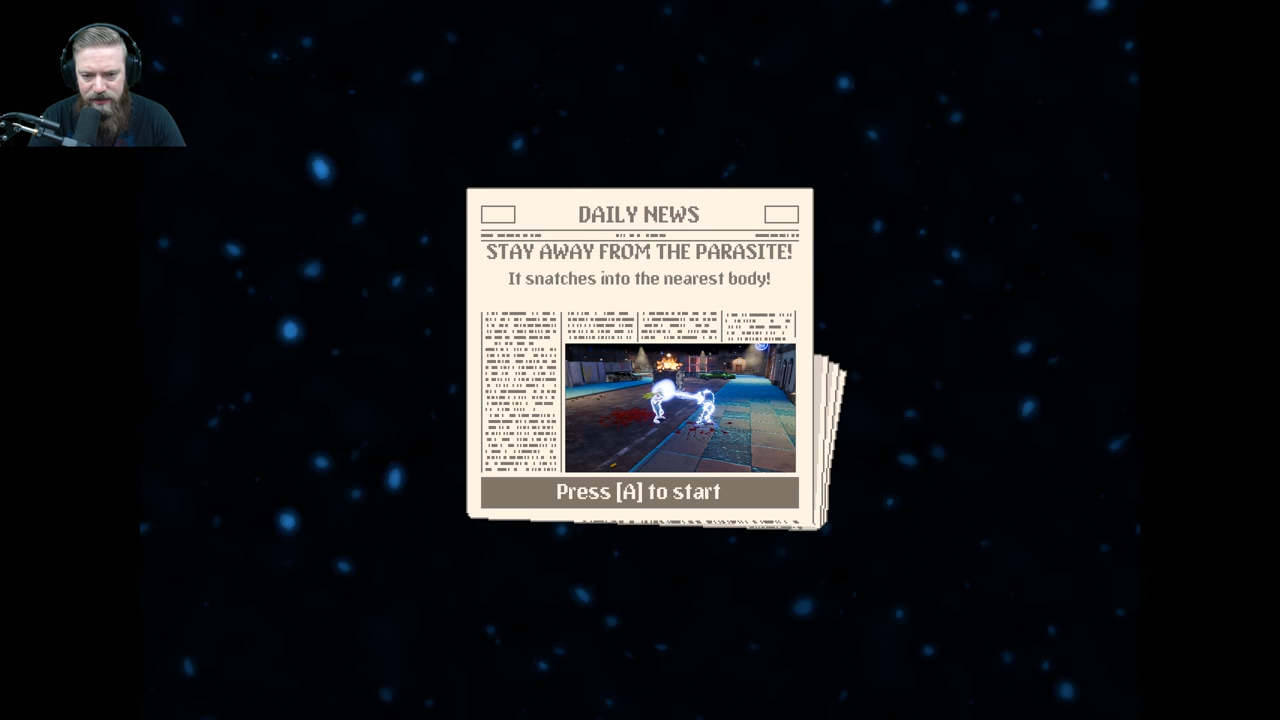 DAILY NEWS
STAY AWAY FROM THE PARASITE!
It snatches into the nearest body!
Press [A] to start